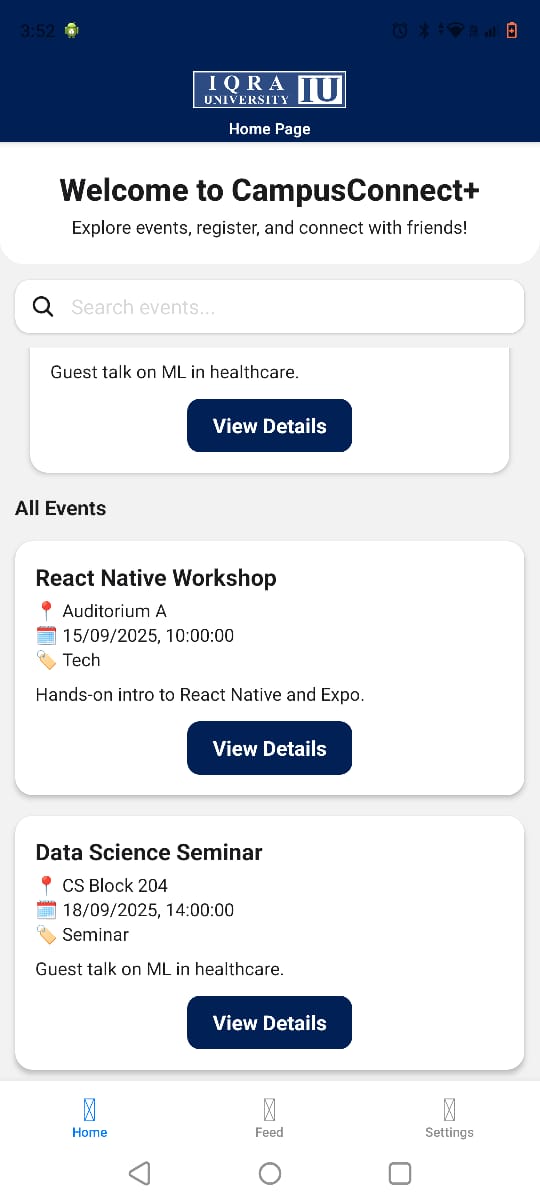 3:52
IQRA
UNIVERSITY IU
Home Page
Welcome to CampusConnect+
Explore events, register, and connect with friends!
Search events...
Guest talk on ML in healthcare.
View Details
All Events
React Native Workshop
Auditorium A
15/09/2025, 10:00:00
Tech
Hands-on intro to React Native and Expo.
View Details
Data Science Seminar
CS Block 204
18/09/2025, 14:00:00
Seminar
Guest talk on ML in healthcare.
View Details
Home Feed Settings